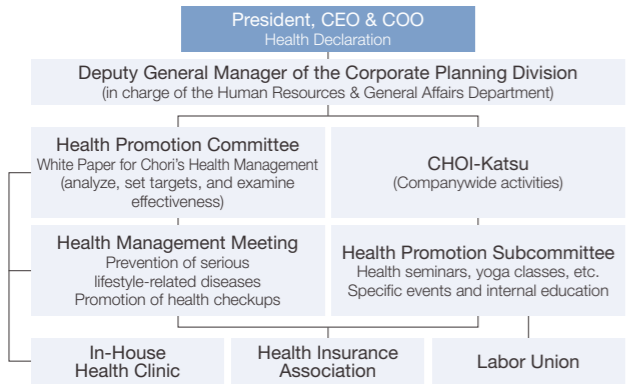 President, CEO & COO
Health Declaration
Deputy General Manager of the Corporate Planning Division
(in charge of the Human Resources & General Affairs Department)
Health Promotion Committee
White Paper for Chori's Health Management
(analyze, set targets, and examine
effectiveness)
CHOI-Katsu
(Companywide activities)
Health Management Meeting
Prevention of serious
lifestyle-related diseases
Promotion of health checkups
Health Promotion Subcommittee
Health seminars, yoga classes, etc.
Specific events and internal education
In-House
Health Clinic
Health Insurance
Association
Labor Union